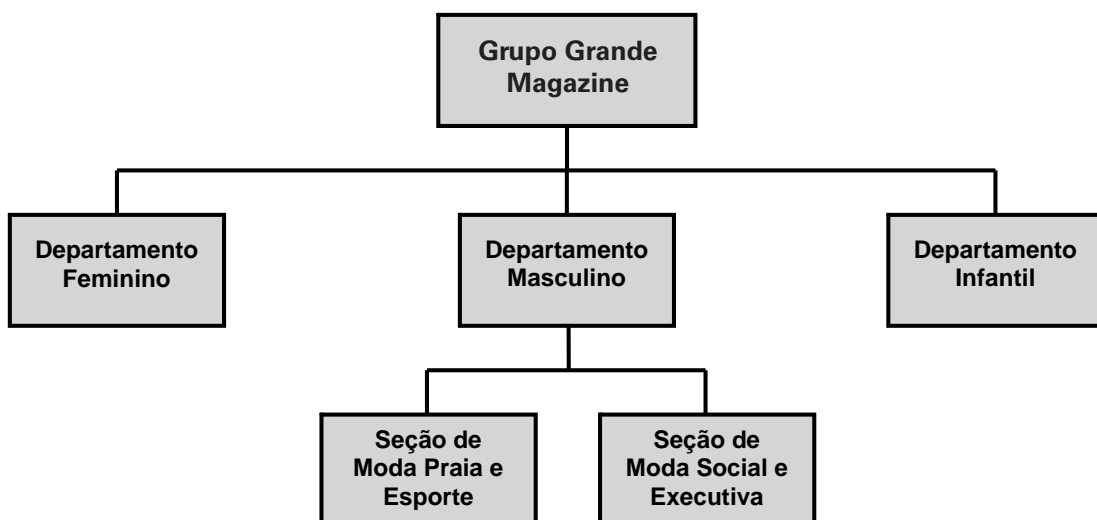 Grupo Grande
Magazine
Departamento
Feminino
Departamento
Masculino
Departamento
Infantil
Seção de
Moda Praia e
Esporte
Seção de
Moda Social e
Executiva